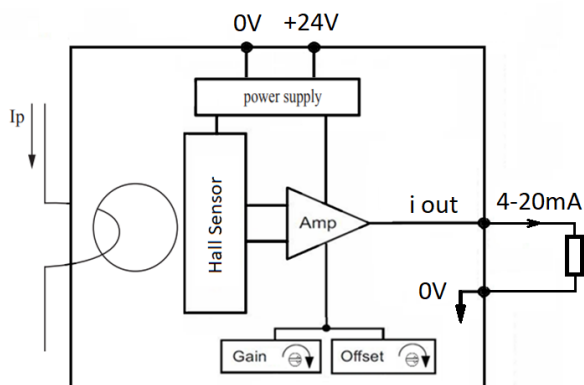 0V +24V
power supply
Ip
Hall Sensor
Amp
i out
4-20mA
0V
Gain
Offset